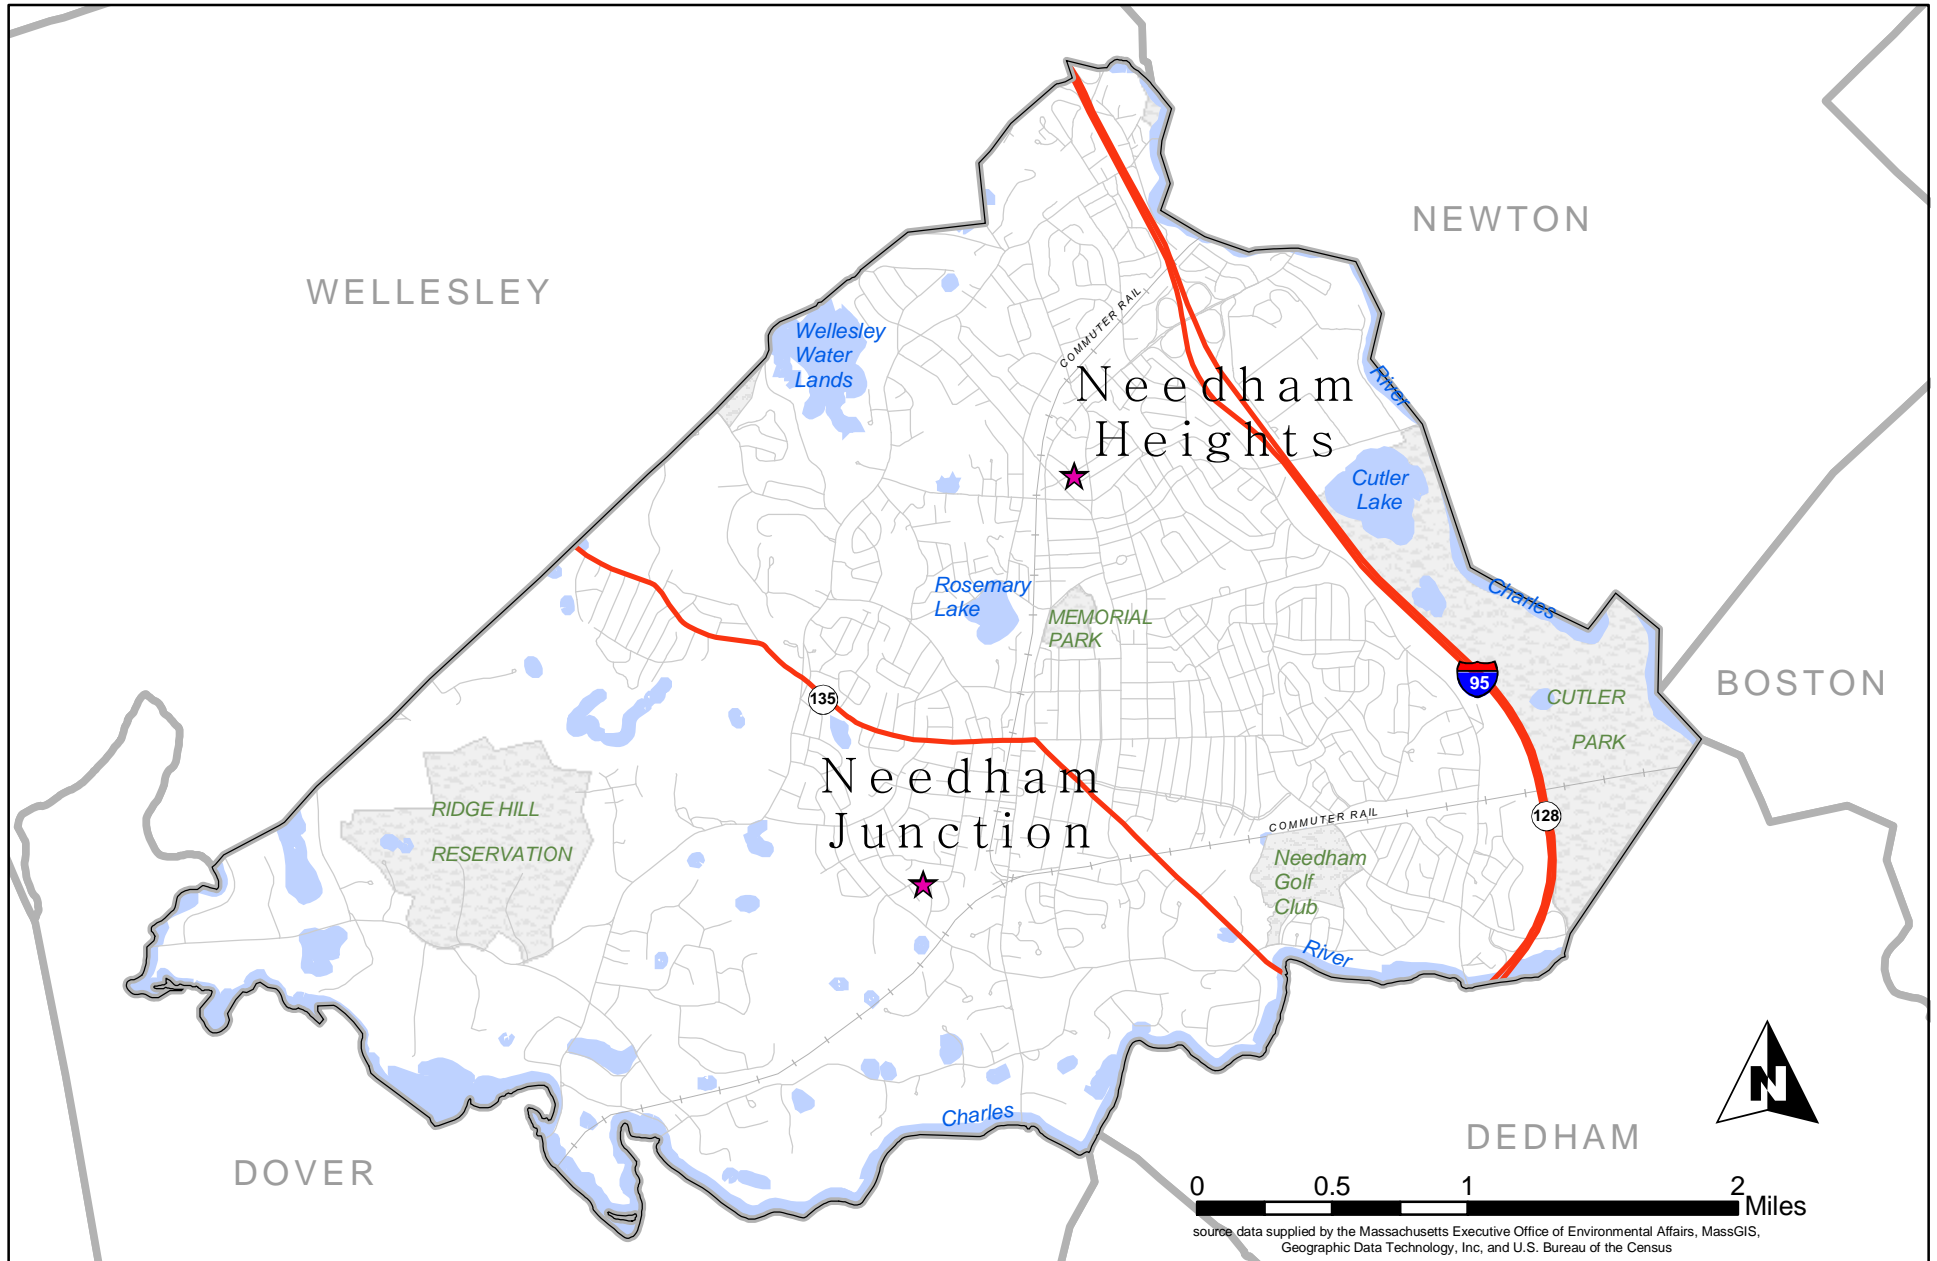 NEWTON
WELLESLEY
COMMUTER RAIL
Wellesley
Water
Lands
Needham
Heights
River
Cutler
Lake
Rosemary
Lake
MEMORIAL
PARK
Charles
95
BOSTON
CUTLER
PARK
135
Needham
Junction
RIDGE HILL
RESERVATION
COMMUTER RAIL
128
Needham
Golf
Club
River
Charles
N
DEDHAM
DOVER
0 0.5 1 2
Miles
source data supplied by the Massachusetts Executive Office of Environmental Affairs, MassGIS,
Geographic Data Technology, Inc, and U.S. Bureau of the Census